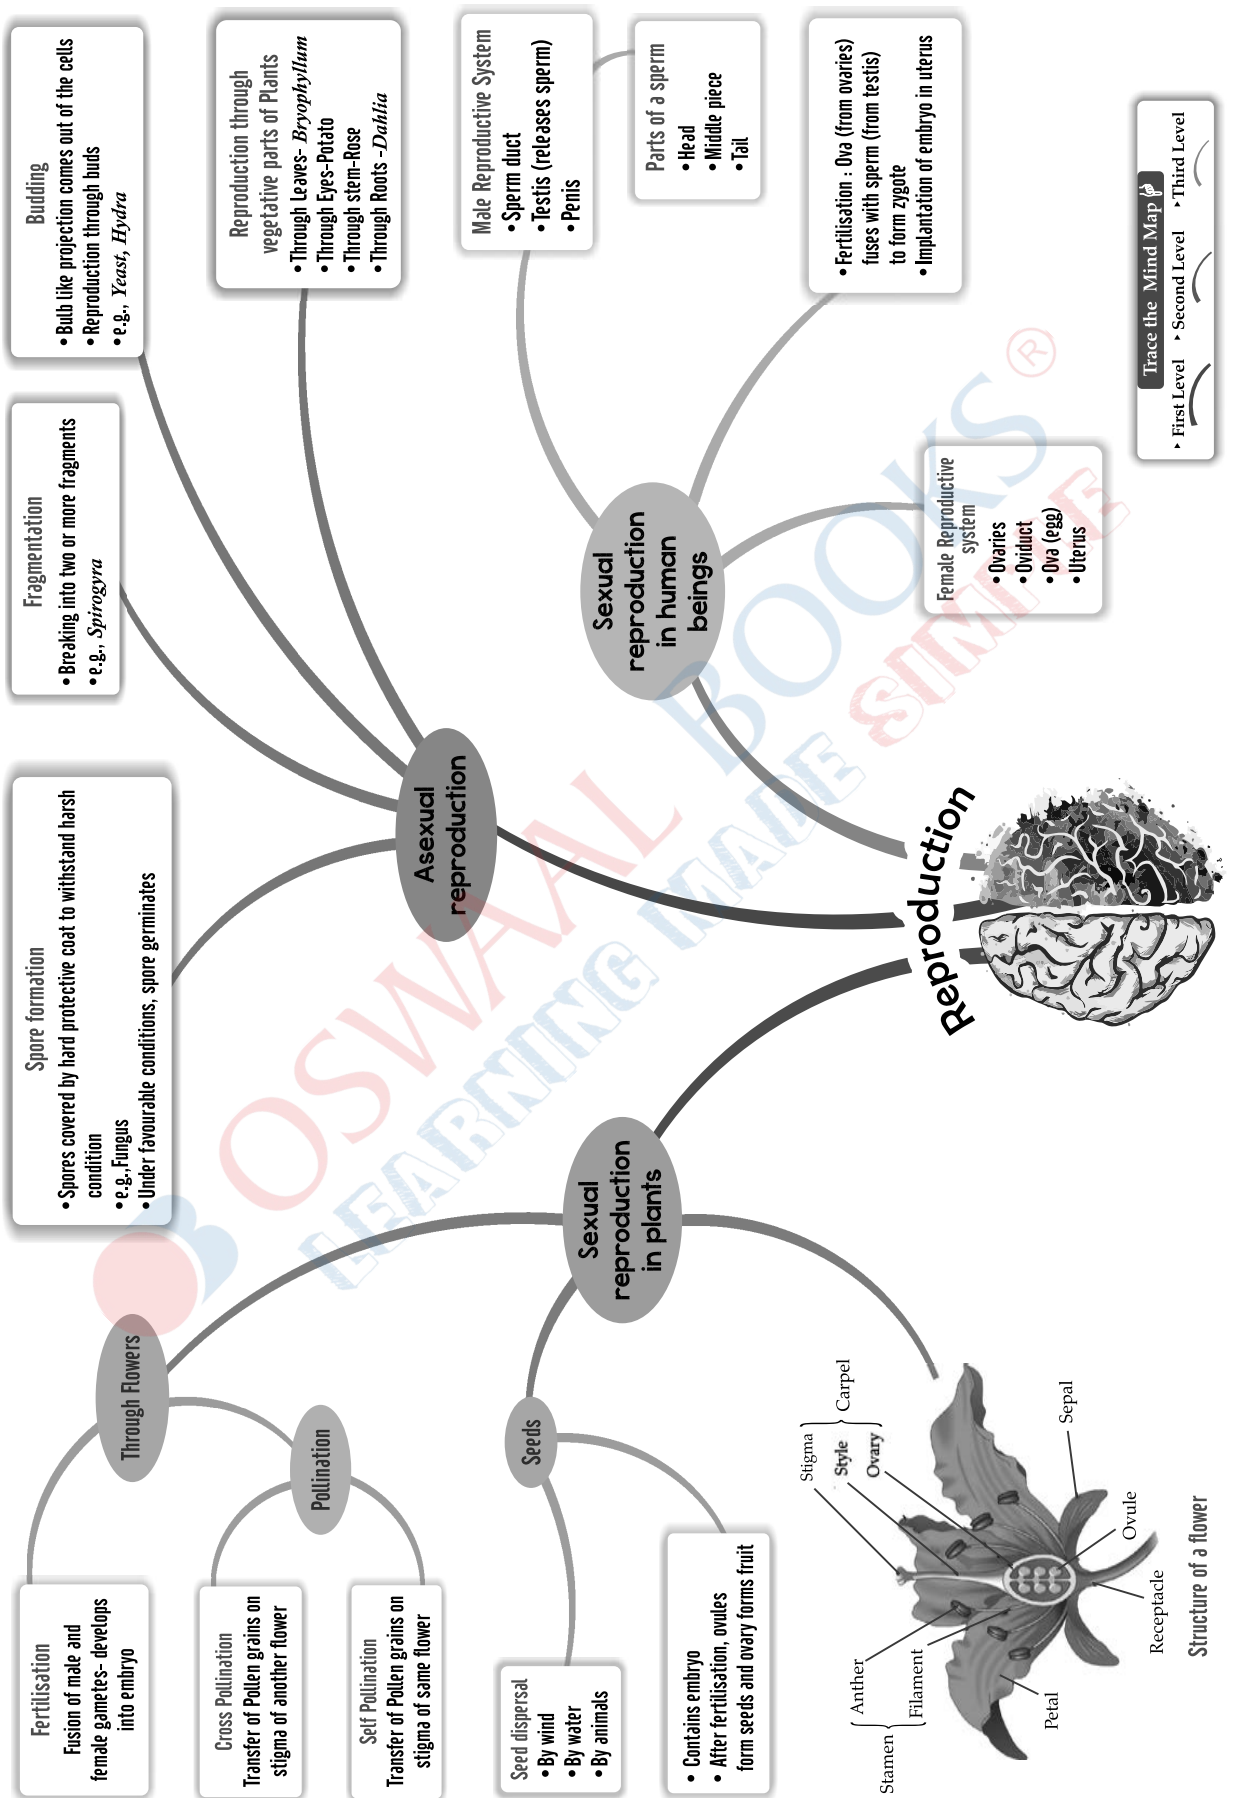 Reproduction
Asexual
reproduction
Spore formation
• Spores covered by hard protective coat to withstand harsh
condition
• e.g.,Fungus
• Under favourable conditions, spore germinates
Fragmentation
• Breaking into two or more fragments
• e.g., Spirogyra
Budding
• Bulb like projection comes out of the cells
• Reproduction through buds
• e.g., Yeast, Hydra
Reproduction through
vegetative parts of Plants
• Through Leaves- Bryophyllum
• Through Eyes-Potato
• Through stem-Rose
• Through Roots -Dahlia
Sexual
reproduction
in human
beings
Male Reproductive System
• Sperm duct
• Testis (releases sperm)
• Penis
Parts of a sperm
• Head
• Middle piece
• Tail
• Fertilisation : Ova (from ovaries)
fuses with sperm (from testis)
to form zygote
• Implantation of embryo in uterus
Female Reproductive
system
• Ovaries
• Oviduct
• Ova (egg)
• Uterus
Sexual
reproduction
in plants
Through Flowers
Fertilisation
Fusion of male and
female gametes- develops
into embryo
Pollination
Cross Pollination
Transfer of Pollen grains on
stigma of another flower
Self Pollination
Transfer of Pollen grains on
stigma of same flower
Seeds
Seed dispersal
• By wind
• By water
• By animals
• Contains embryo
• After fertilisation, ovules
form seeds and ovary forms fruit
Stigma
Style
Ovary
Carpel
Anther
Filament
Stamen
Petal
Sepal
Ovule
Receptacle
Structure of a flower
Trace the Mind Map
▸ First Level ▸ Second Level ▸ Third Level
OSWAAL BOOKS ®
LEARNING MADE SIMPLE